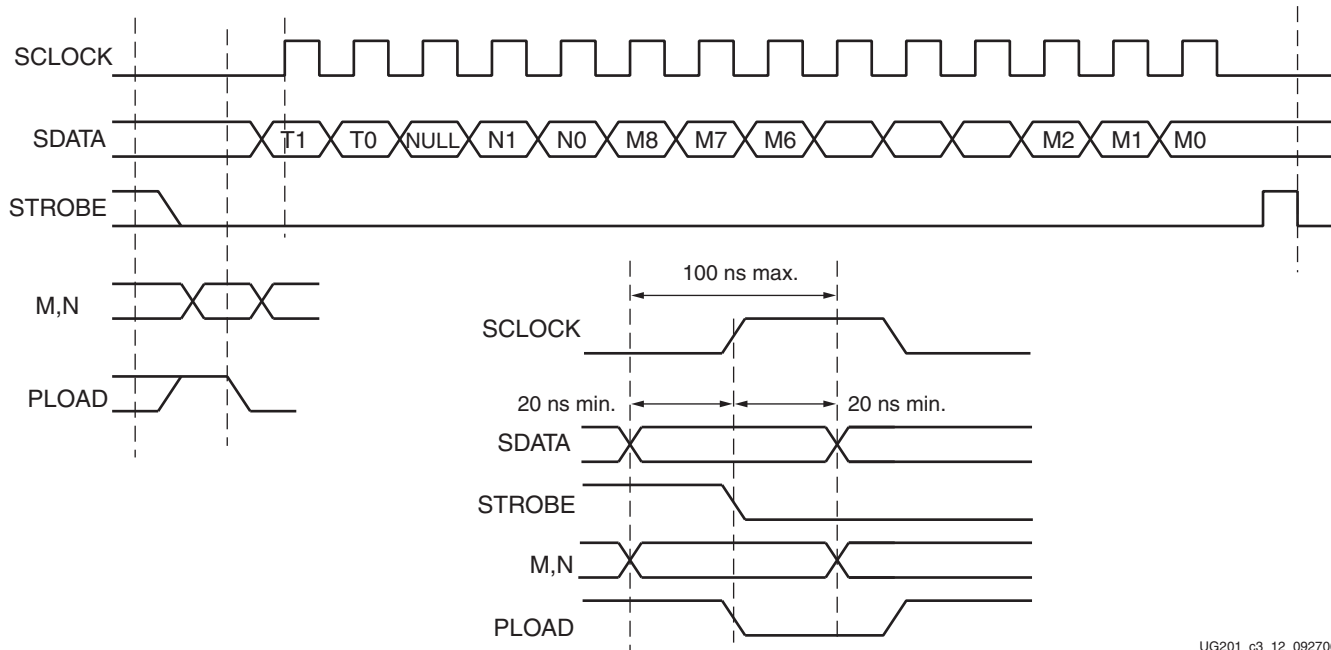 SCLOCK
SDATA T1 T0 NULL N1 N0 M8 M7 M6 M2 M1 M0
STROBE
M,N
PLOAD
100 ns max.
SCLOCK
20 ns min. 20 ns min.
SDATA
STROBE
M,N
PLOAD